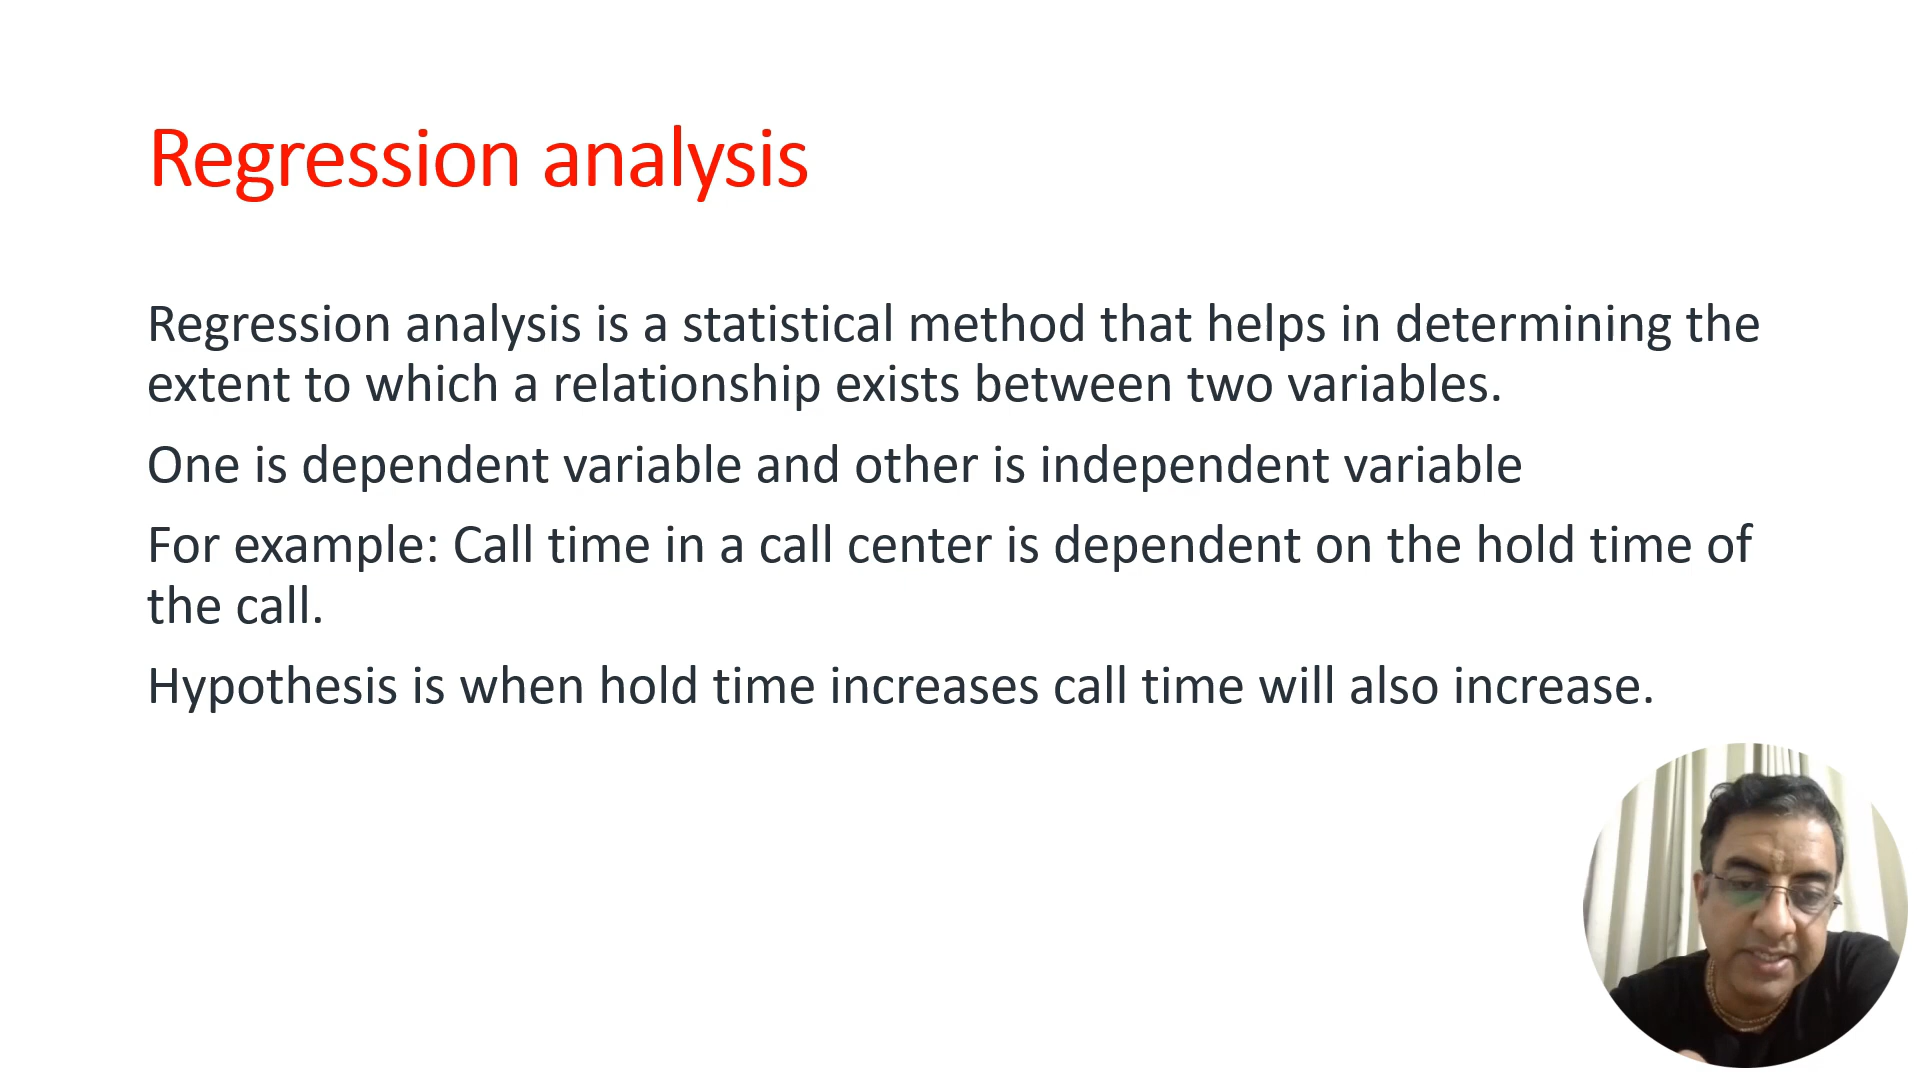 Regression analysis
Regression analysis is a statistical method that helps in determining the
extent to which a relationship exists between two variables.
One is dependent variable and other is independent variable
For example: Call time in a call center is dependent on the hold time of
the call.
Hypothesis is when hold time increases call time will also increase.